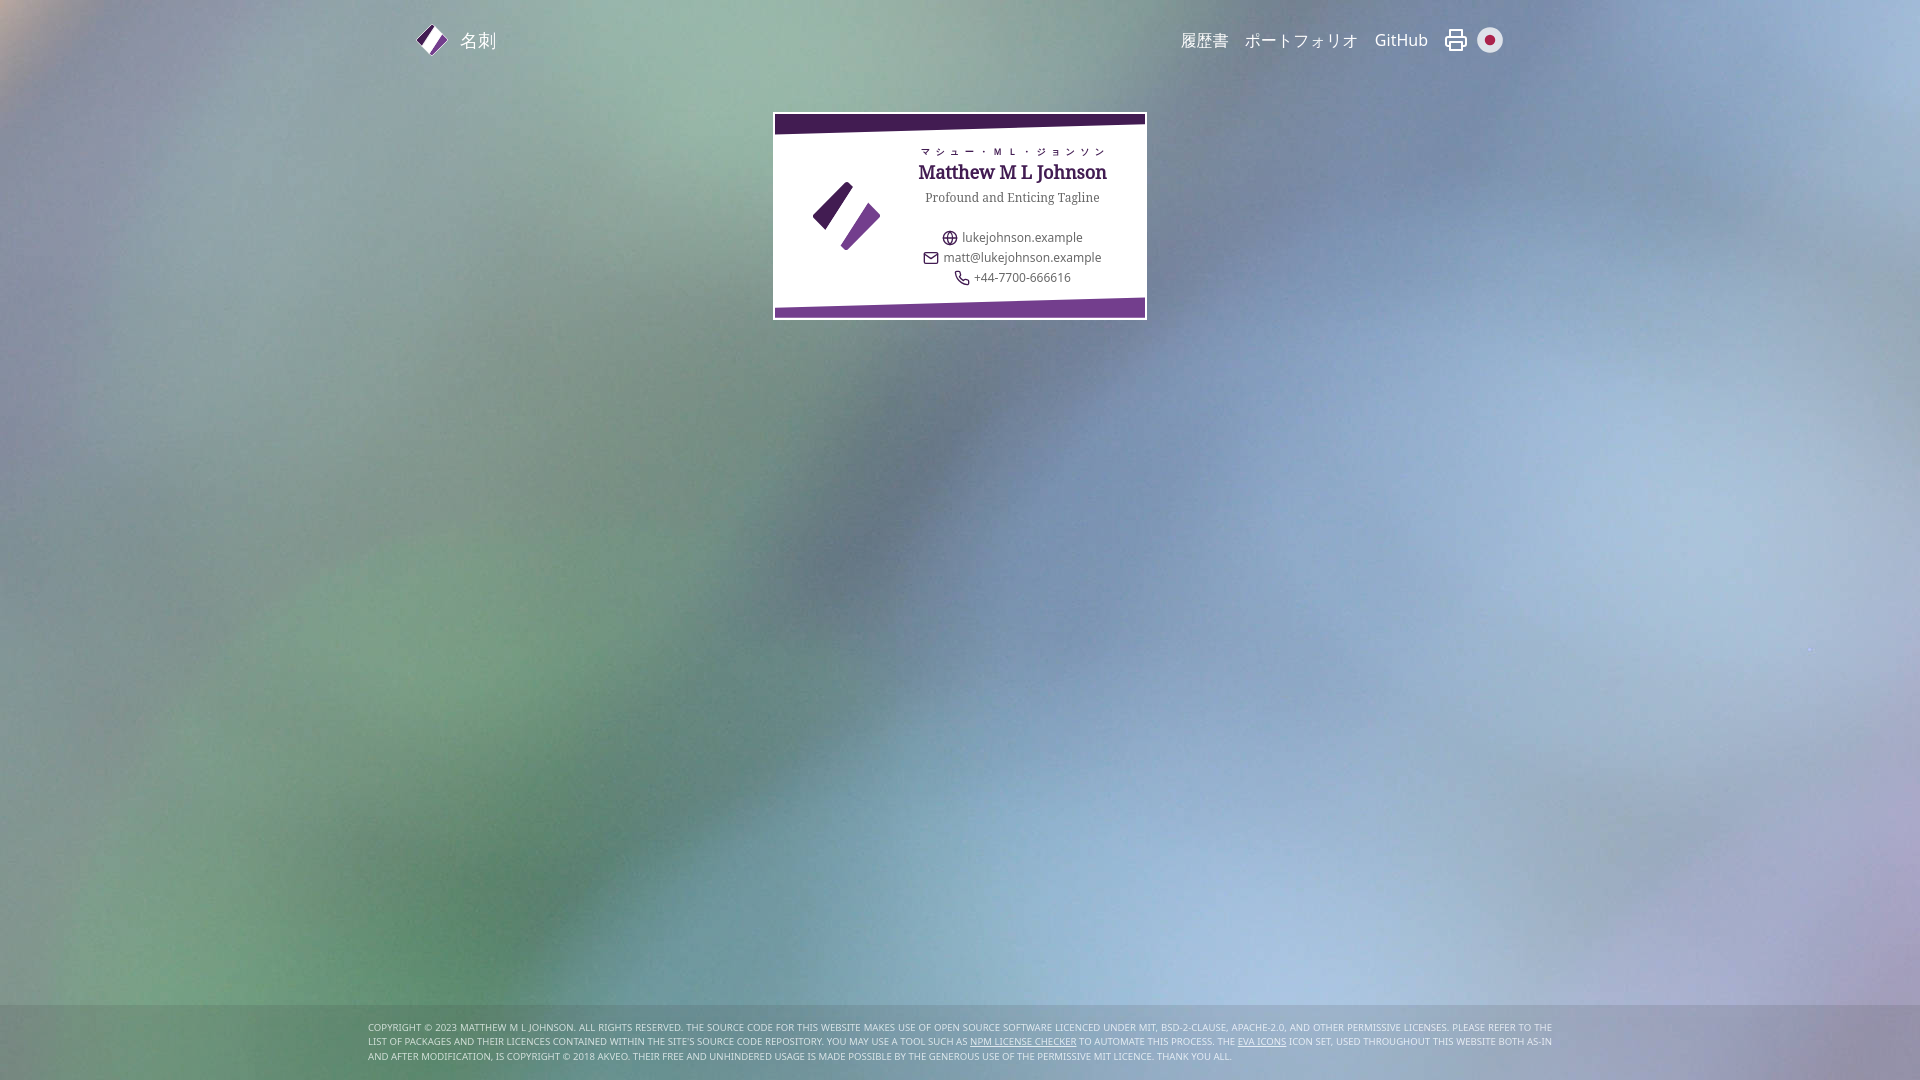 名刺
履歴書 ポートフォリオ GitHub
マシュー・ＭＬ・ジョンソン
Matthew M L Johnson
Profound and Enticing Tagline
lukejohnson.example
matt@lukejohnson.example
+44-7700-666616
COPYRIGHT © 2023 MATTHEW M L JOHNSON. ALL RIGHTS RESERVED. THE SOURCE CODE FOR THIS WEBSITE MAKES USE OF OPEN SOURCE SOFTWARE LICENCED UNDER MIT, BSD-2-CLAUSE, APACHE-2.0, AND OTHER PERMISSIVE LICENSES. PLEASE REFER TO THE
LIST OF PACKAGES AND THEIR LICENCES CONTAINED WITHIN THE SITE'S SOURCE CODE REPOSITORY. YOU MAY USE A TOOL SUCH AS NPM LICENSE CHECKER TO AUTOMATE THIS PROCESS. THE EVA ICONS ICON SET, USED THROUGHOUT THIS WEBSITE BOTH AS-IN
AND AFTER MODIFICATION, IS COPYRIGHT © 2018 AKVEO. THEIR FREE AND UNHINDERED USAGE IS MADE POSSIBLE BY THE GENEROUS USE OF THE PERMISSIVE MIT LICENCE. THANK YOU ALL.